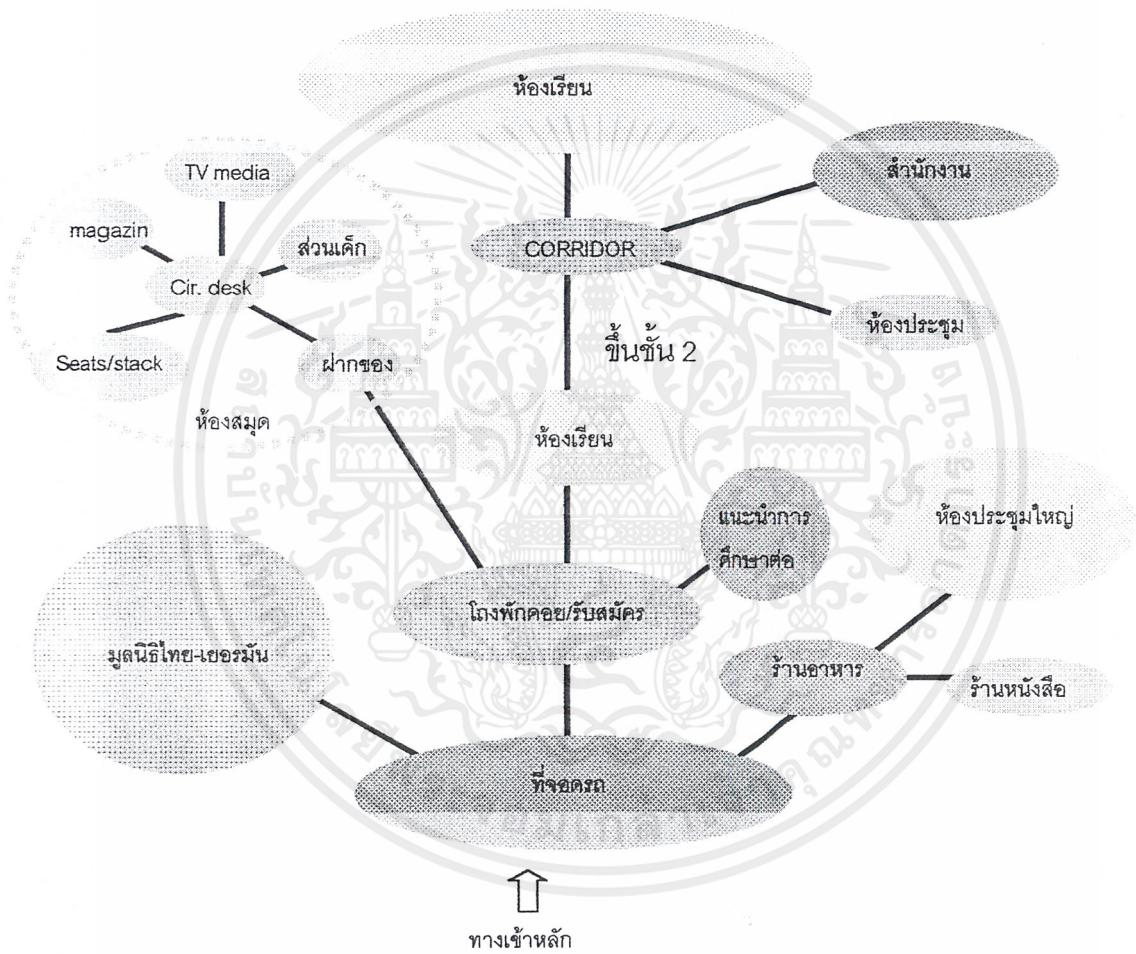 ห้องเรียน
สำนักงาน
TV media
magazin
ส่วนเด็ก
CORRIDOR
Cir. desk
ห้องประชุม
ขึ้นชั้น 2
Seats/stack
ฝากของ
ห้องสมุด
ห้องเรียน
แนะนำการ
ศึกษาต่อ
ห้องประชุมใหญ่
โถงพักคอย/รับสมัคร
มูลนิธิไทย-เยอรมัน
ร้านอาหาร
ร้านหนังสือ
ที่จอดรถ
ทางเข้าหลัก